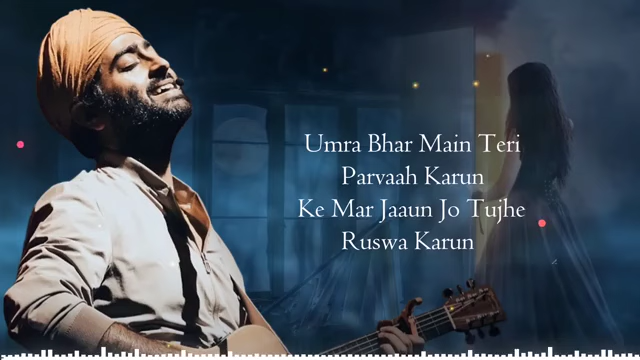 Umra Bhar Main Teri
Parvaah Karun
Ke Mar Jaaun Jo Tujhe
Ruswa Karun